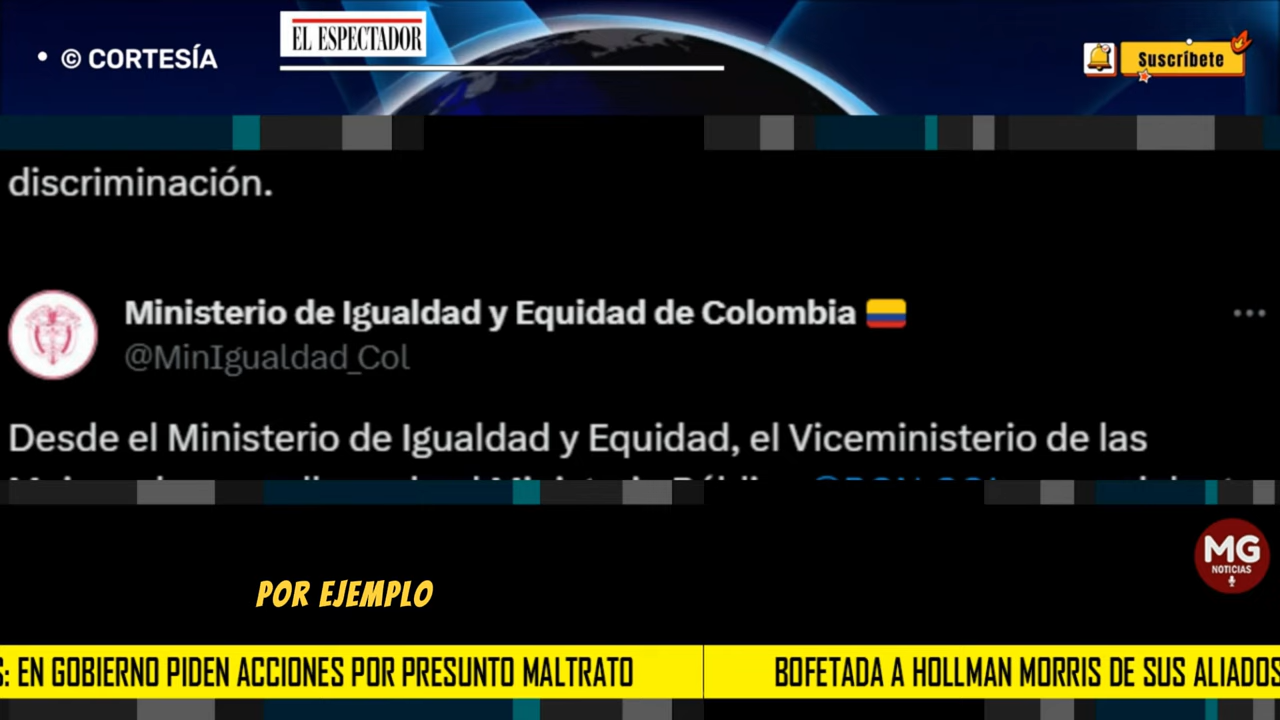 © CORTESÍA
EL ESPECTADOR
Suscríbete
discriminación.
Ministerio de Igualdad y Equidad de Colombia
@MinIgualdad_Col
Desde el Ministerio de Igualdad y Equidad, el Viceministerio de las
MG
NOTICIAS
POR EJEMPLO
: EN GOBIERNO PIDEN ACCIONES POR PRESUNTO MALTRATO
BOFETADA A HOLLMAN MORRIS DE SUS ALIADOS